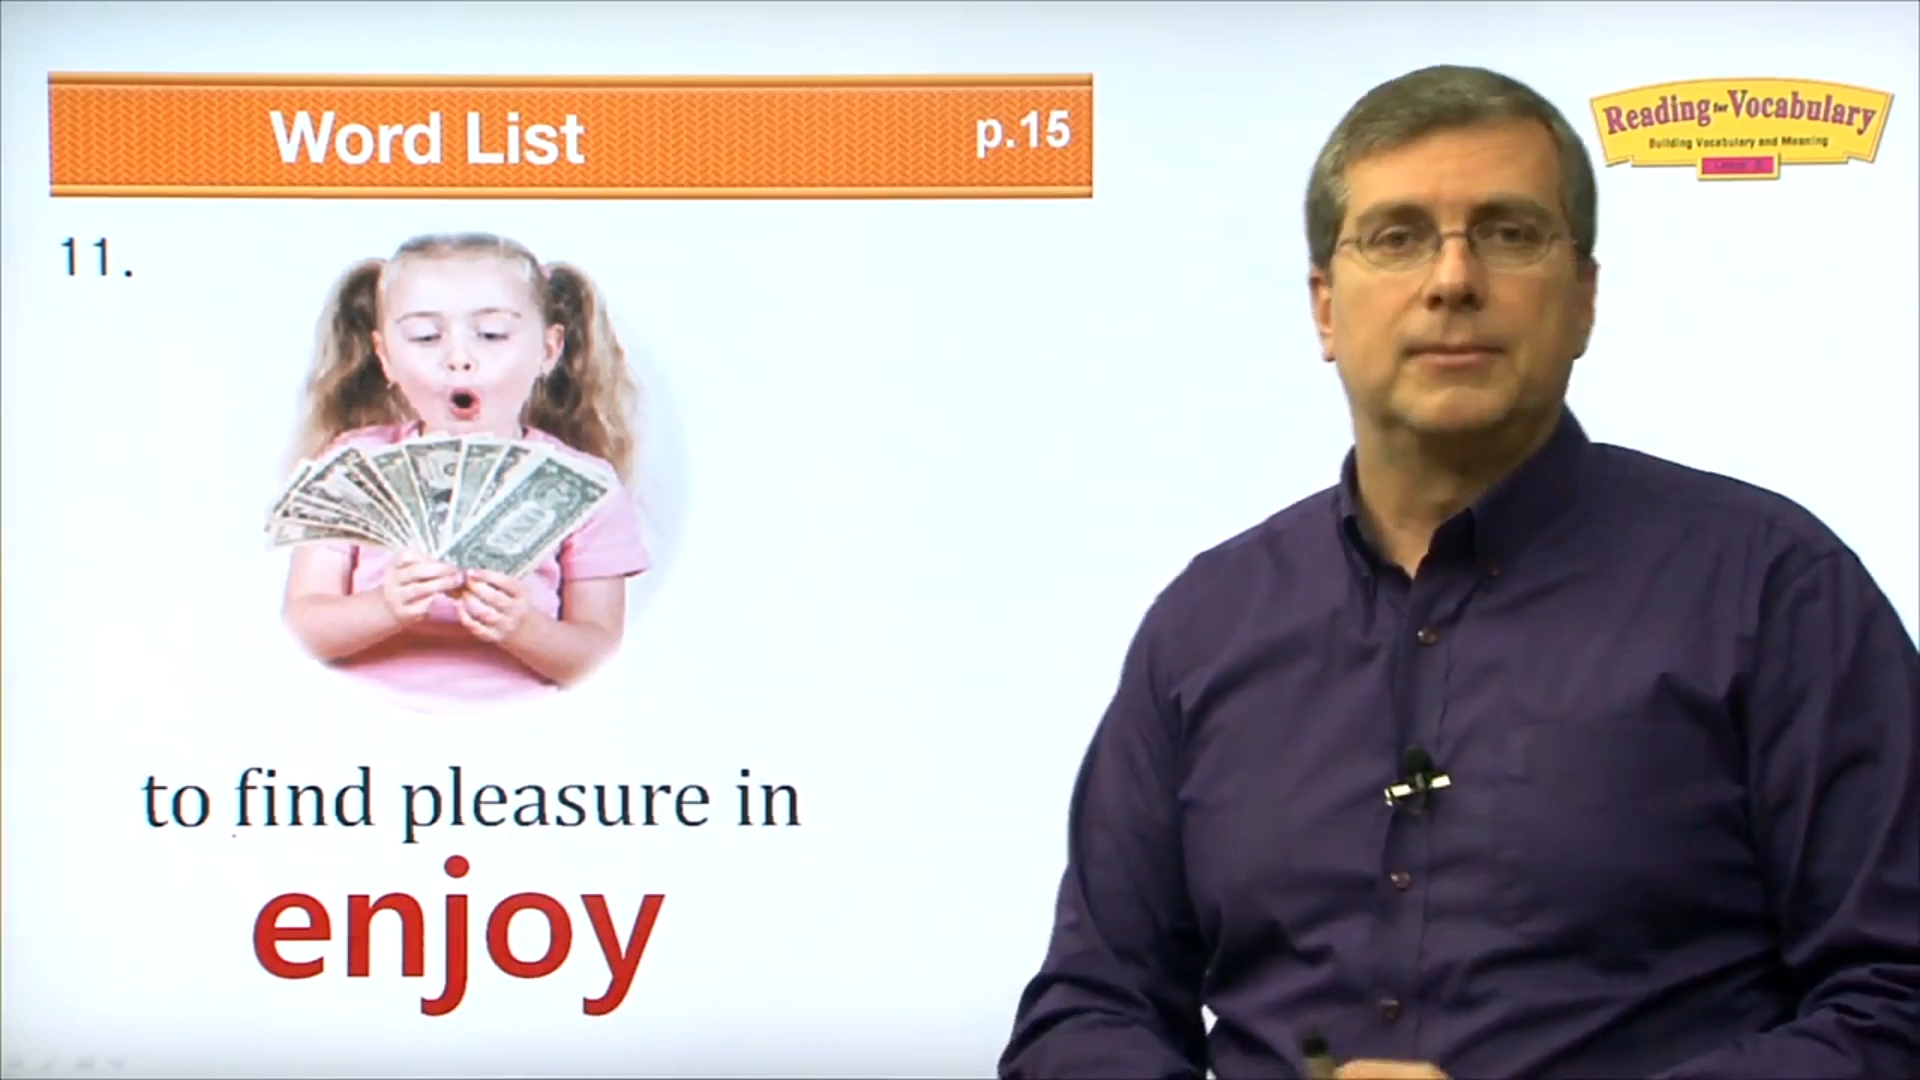 Word List
p.15
Reading for Vocabulary
Building Vocabulary and Meaning
11.
to find pleasure in
enjoy